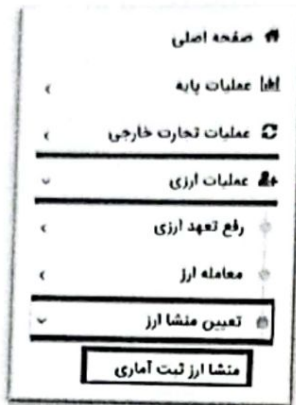 صفحه اصلی
عملیات پایه
عملیات تجارت خارجی
عملیات ارزی
رفع تعهد ارزی
معامله ارز
تعیین منشا ارز
منشا ارز ثبت آماری